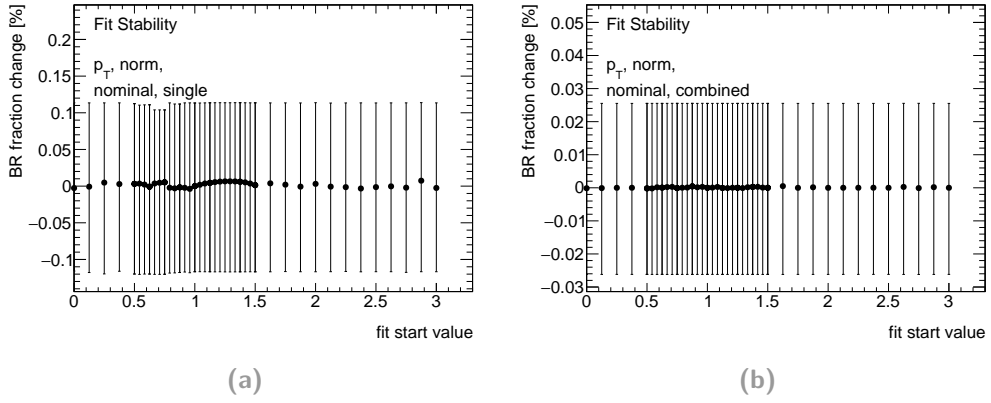 BR fraction change [%]
0.2
0.15
0.1
0.05
0
−0.05
−0.1
Fit Stability
p_T, norm,
nominal, single
0 0.5 1 1.5 2 2.5 3
fit start value
(a)
BR fraction change [%]
0.05
0.04
0.03
0.02
0.01
0
−0.01
−0.02
−0.03
Fit Stability
p_T, norm,
nominal, combined
0 0.5 1 1.5 2 2.5 3
fit start value
(b)